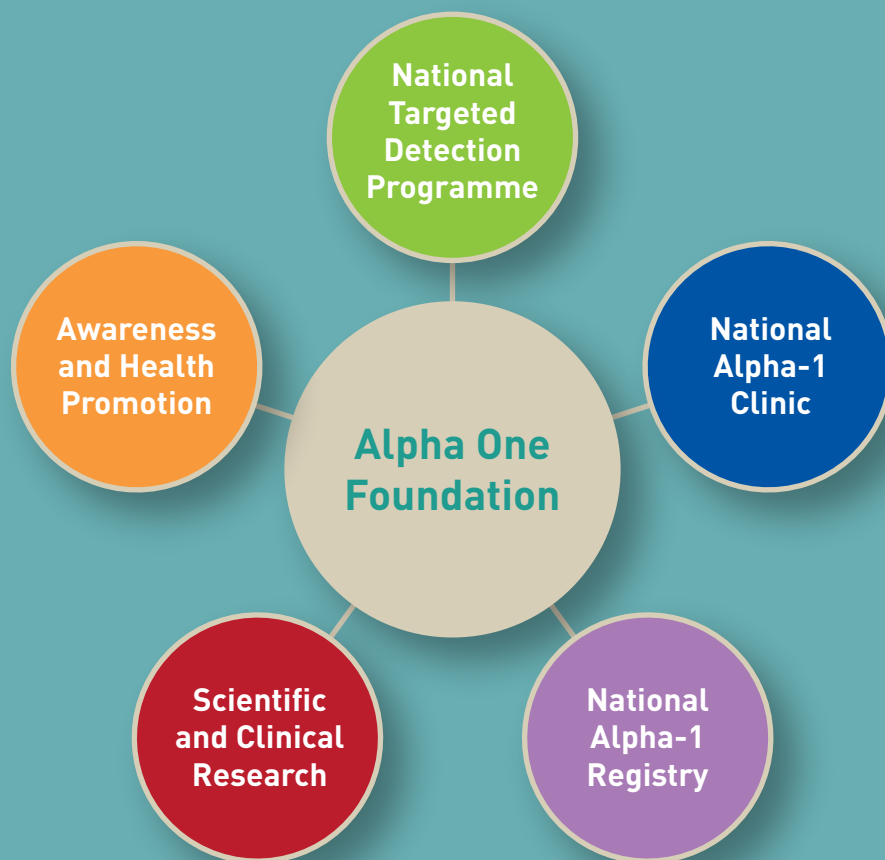 National
Targeted
Detection
Programme
Awareness
and Health
Promotion
National
Alpha-1
Clinic
Alpha One
Foundation
Scientific
and Clinical
Research
National
Alpha-1
Registry